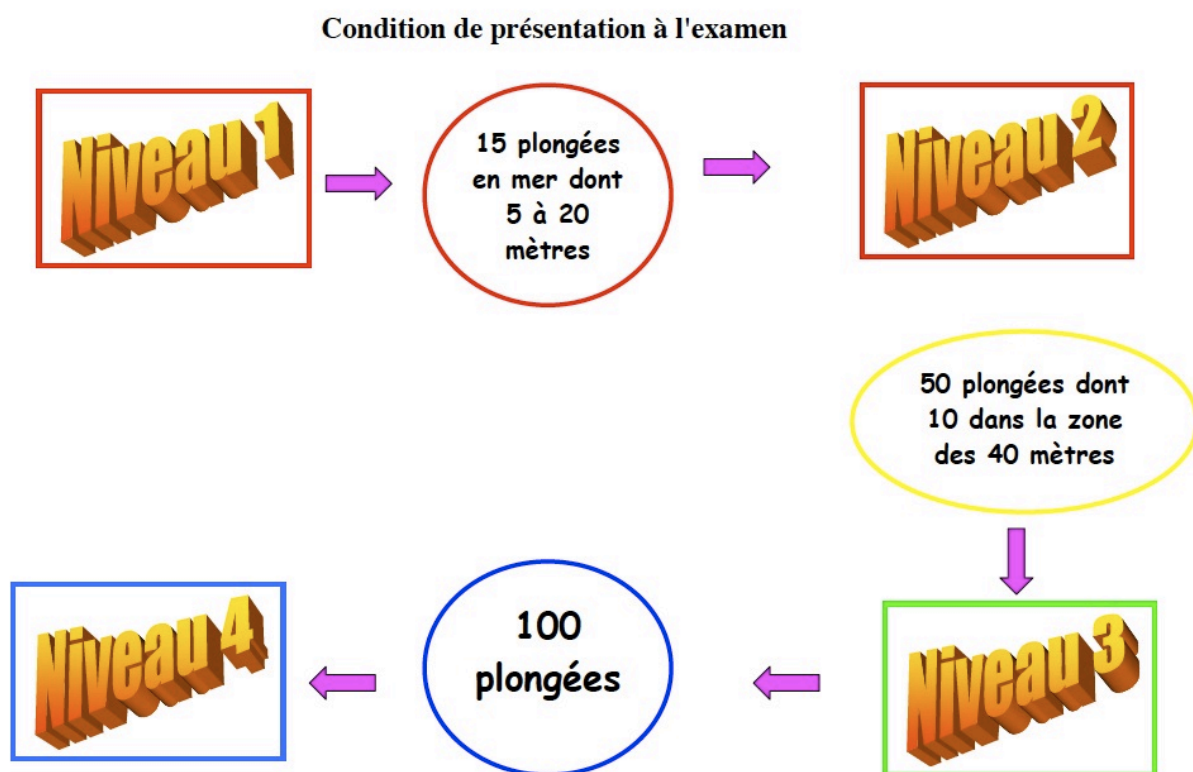 Condition de présentation à l'examen
Niveau 1
15 plongées
en mer dont
5 à 20
mètres
Niveau 2
50 plongées dont
10 dans la zone
des 40 mètres
Niveau 3
100
plongées
Niveau 4